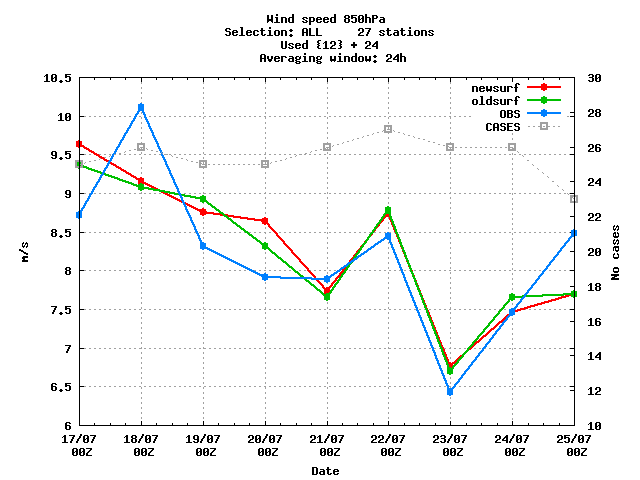 Wind speed 850hPa
Selection: ALL     27 stations
Used {12} + 24
Averaging window: 24h
10.5
10
9.5
9
8.5
8
7.5
7
6.5
6
m/s
30
28
26
24
22
20
18
16
14
12
10
No cases
newsurf
oldsurf
OBS
CASES
17/07 18/07 19/07 20/07 21/07 22/07 23/07 24/07 25/07
00Z 00Z 00Z 00Z 00Z 00Z 00Z 00Z 00Z
Date